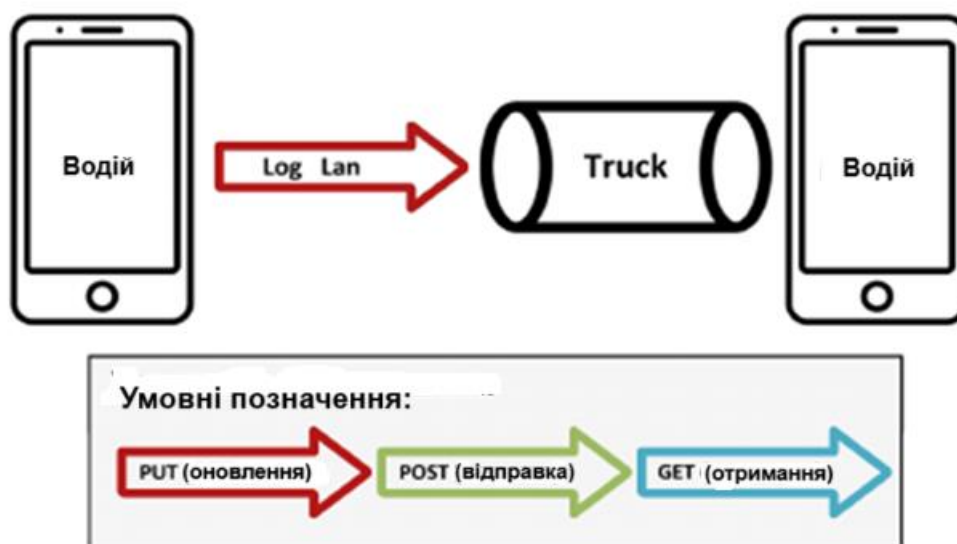 Водій
Log Lan
Truck
Водій
Умовні позначення:
PUT (оновлення)
POST (відправка)
GET (отримання)